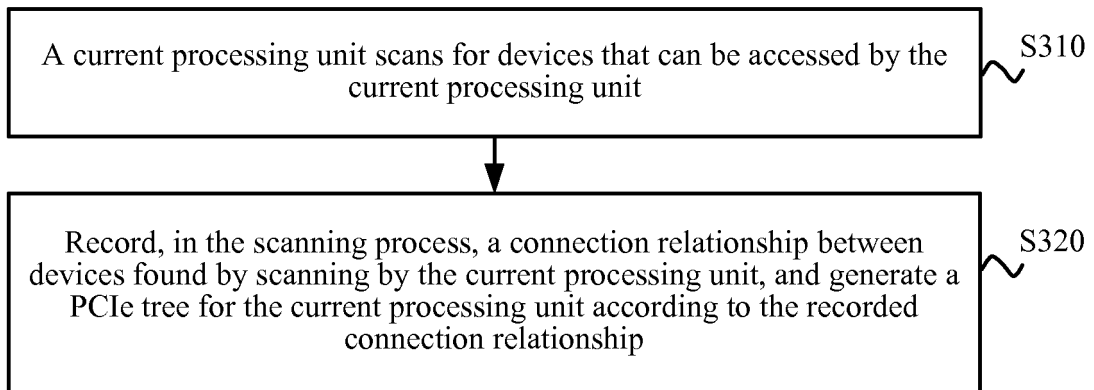 A current processing unit scans for devices that can be accessed by the
current processing unit
S310
Record, in the scanning process, a connection relationship between
devices found by scanning by the current processing unit, and generate a
PCIe tree for the current processing unit according to the recorded
connection relationship
S320